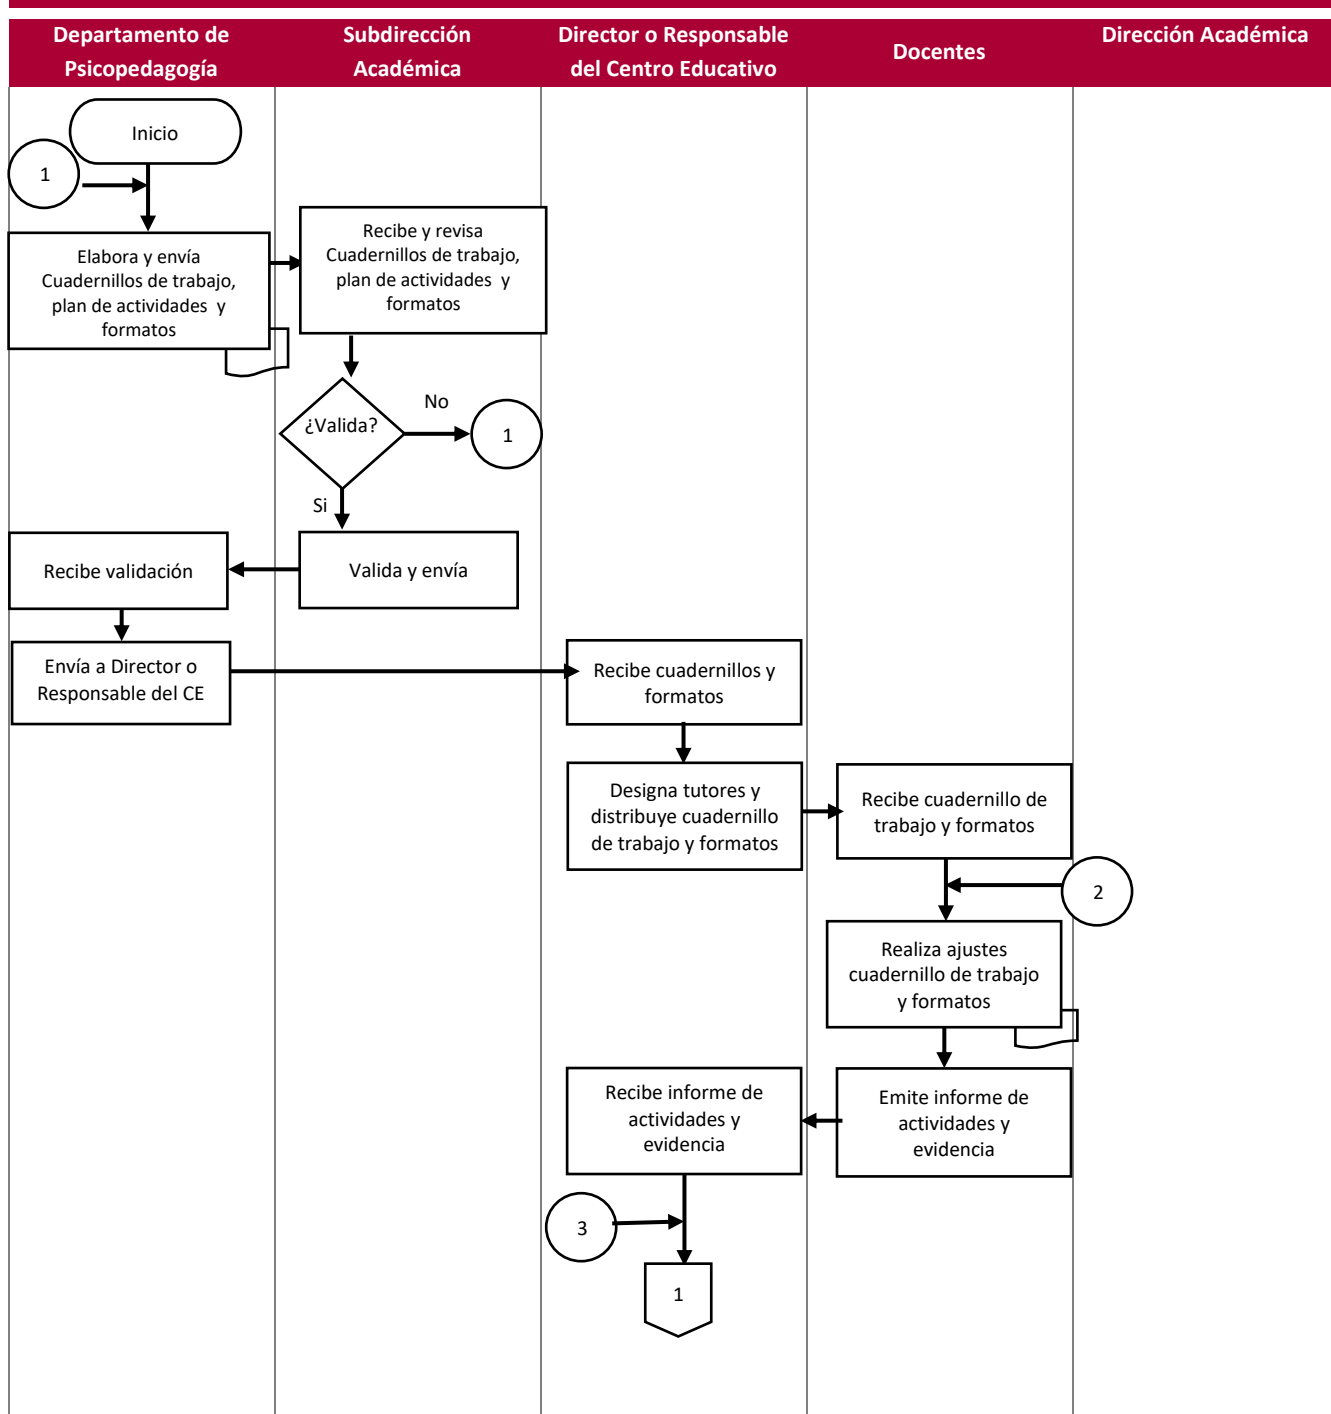 Departamento de
Psicopedagogía
Subdirección
Académica
Director o Responsable
del Centro Educativo
Docentes
Dirección Académica
Inicio
1
Elabora y envía
Cuadernillos de trabajo,
plan de actividades y
formatos
Recibe y revisa
Cuadernillos de trabajo,
plan de actividades y
formatos
¿Valida?
No
1
Si
Recibe validación
Valida y envía
Envía a Director o
Responsable del CE
Recibe cuadernillos y
formatos
Designa tutores y
distribuye cuadernillo
de trabajo y formatos
Recibe cuadernillo de
trabajo y formatos
2
Realiza ajustes
cuadernillo de trabajo
y formatos
Recibe informe de
actividades y
evidencia
Emite informe de
actividades y
evidencia
3
1